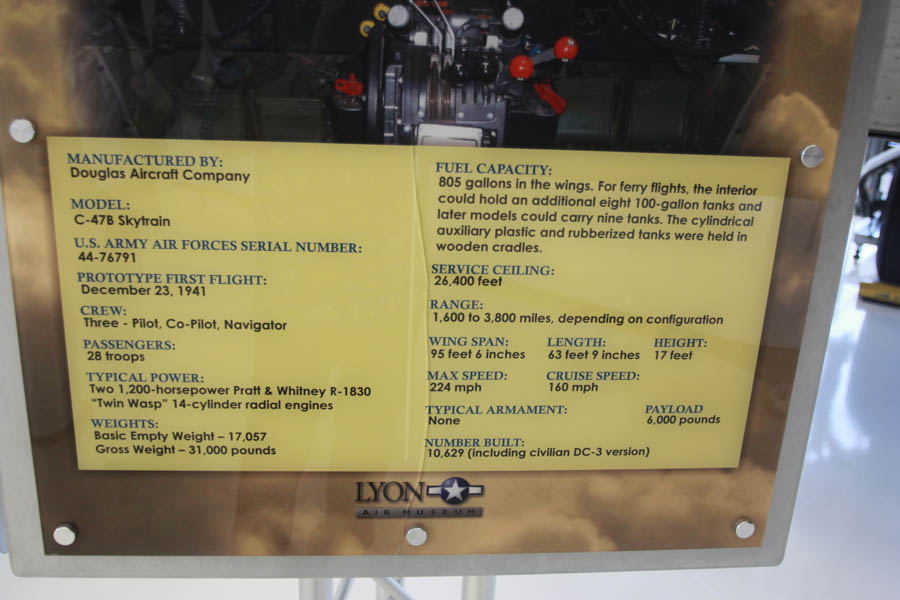 MANUFACTURED BY:
Douglas Aircraft Company
MODEL:
C-47B Skytrain
U.S. ARMY AIR FORCES SERIAL NUMBER:
44-76791
PROTOTYPE FIRST FLIGHT:
December 23, 1941
CREW:
Three - Pilot, Co-Pilot, Navigator
PASSENGERS:
28 troops
TYPICAL POWER:
Two 1,200-horsepower Pratt & Whitney R-1830
“Twin Wasp” 14-cylinder radial engines
WEIGHTS:
Basic Empty Weight – 17,057
Gross Weight – 31,000 pounds
FUEL CAPACITY:
805 gallons in the wings. For ferry flights, the interior
could hold an additional eight 100-gallon tanks and
later models could carry nine tanks. The cylindrical
auxiliary plastic and rubberized tanks were held in
wooden cradles.
SERVICE CEILING:
26,400 feet
RANGE:
1,600 to 3,800 miles, depending on configuration
WING SPAN: LENGTH: HEIGHT:
95 feet 6 inches 63 feet 9 inches 17 feet
MAX SPEED: CRUISE SPEED:
224 mph 160 mph
TYPICAL ARMAMENT: PAYLOAD
None 6,000 pounds
NUMBER BUILT:
10,629 (including civilian DC-3 version)
LYON
AIR MUSEUM